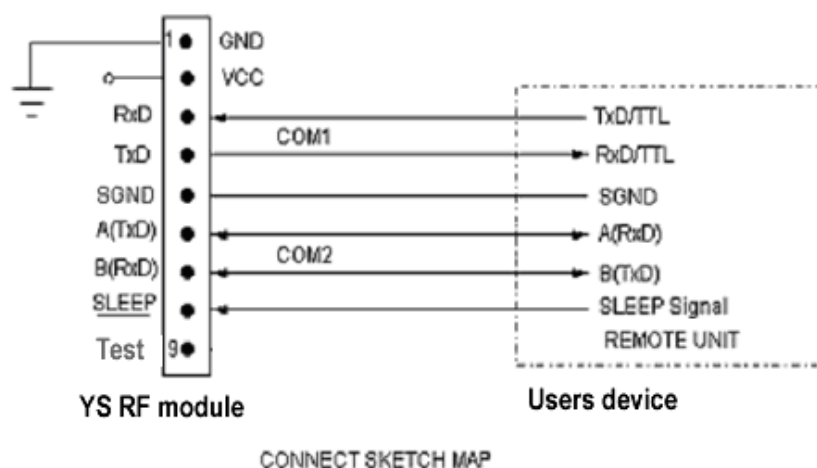 1 GND
VCC
RxD TxD/TTL
COM1
TxD RxD/TTL
SGND SGND
A(TxD) A(RxD)
COM2
B(RxD) B(TxD)
SLEEP SLEEP Signal
Test 9 REMOTE UNIT
YS RF module Users device
CONNECT SKETCH MAP